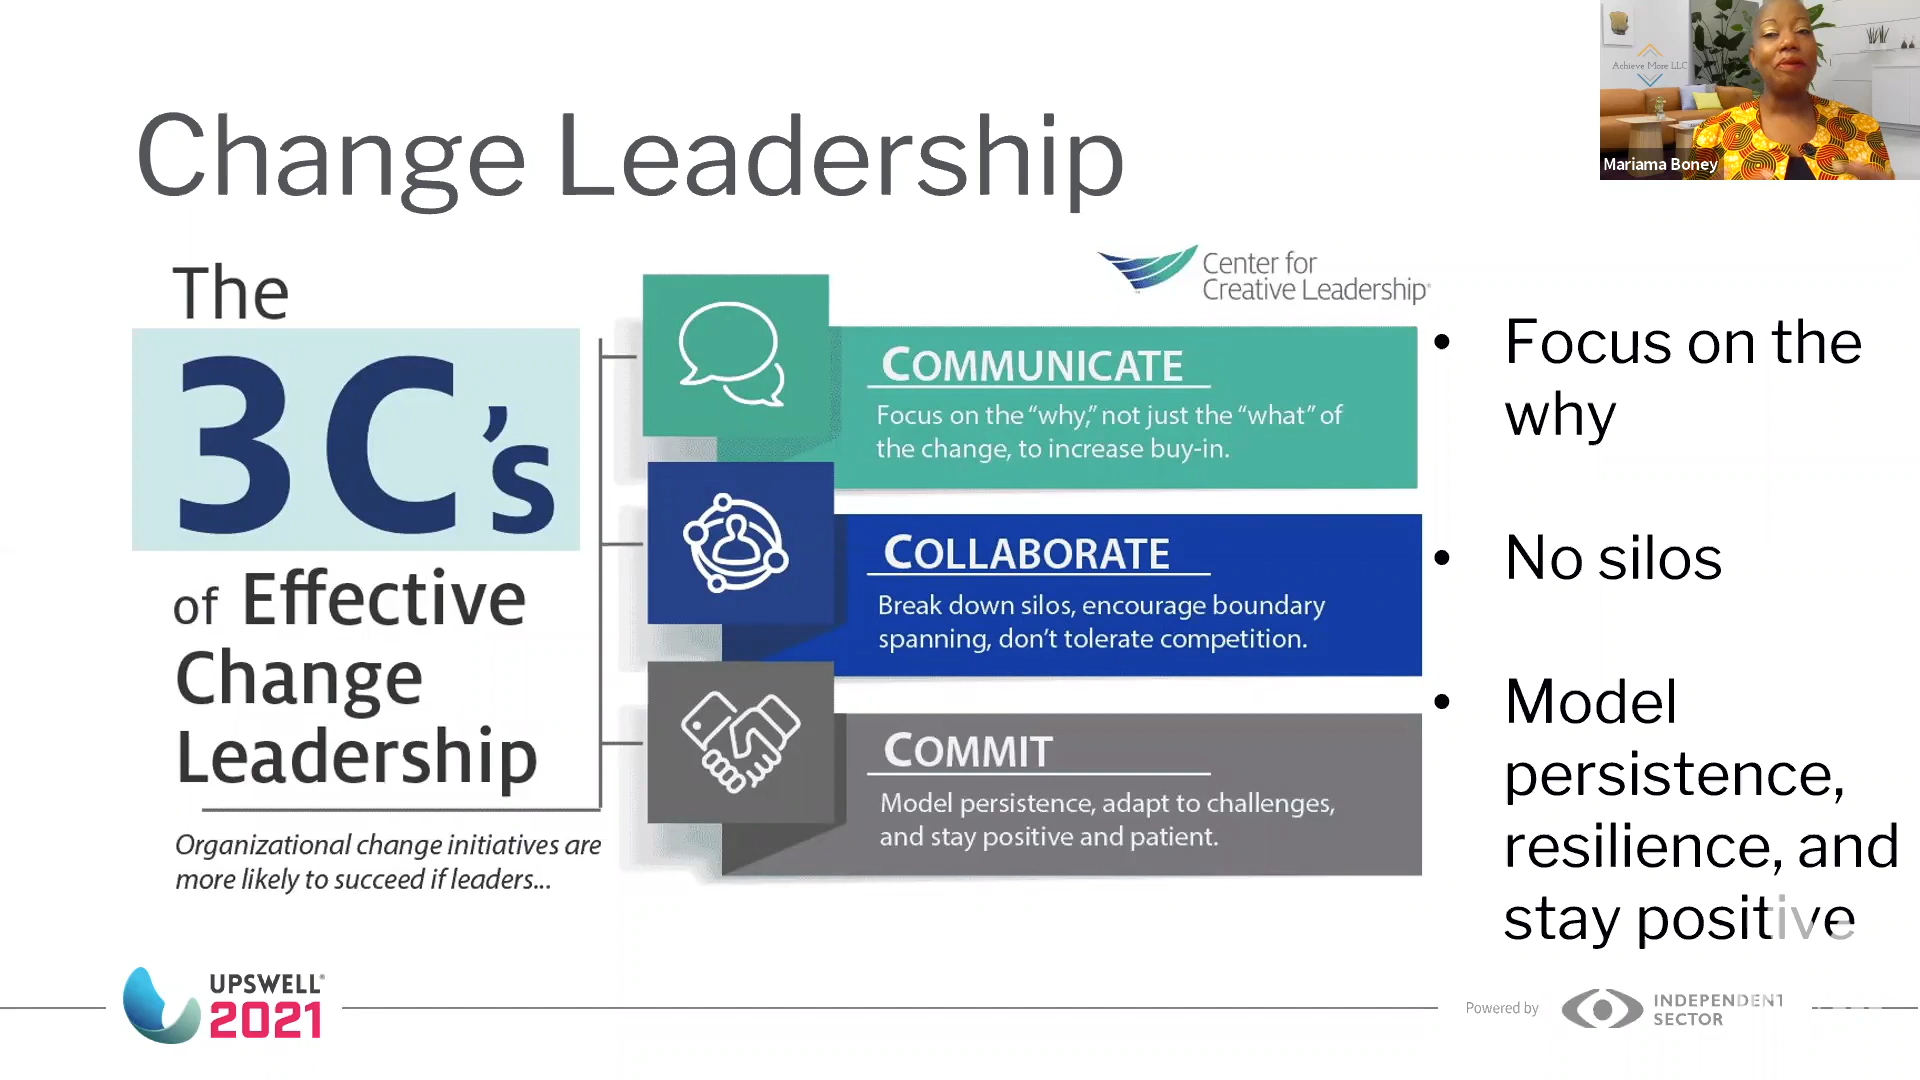 Achieve More LLC
Mariama Boney
Change Leadership
The
3C's
of Effective
Change
Leadership
Organizational change initiatives are
more likely to succeed if leaders...
Center for
Creative Leadership®
COMMUNICATE
Focus on the “why,” not just the “what” of
the change, to increase buy-in.
COLLABORATE
Break down silos, encourage boundary
spanning, don’t tolerate competition.
COMMIT
Model persistence, adapt to challenges,
and stay positive and patient.
• Focus on the
why
• No silos
• Model
persistence,
resilience, and
stay positive
UPSWELL®
2021
Powered by
INDEPENDENT
SECTOR